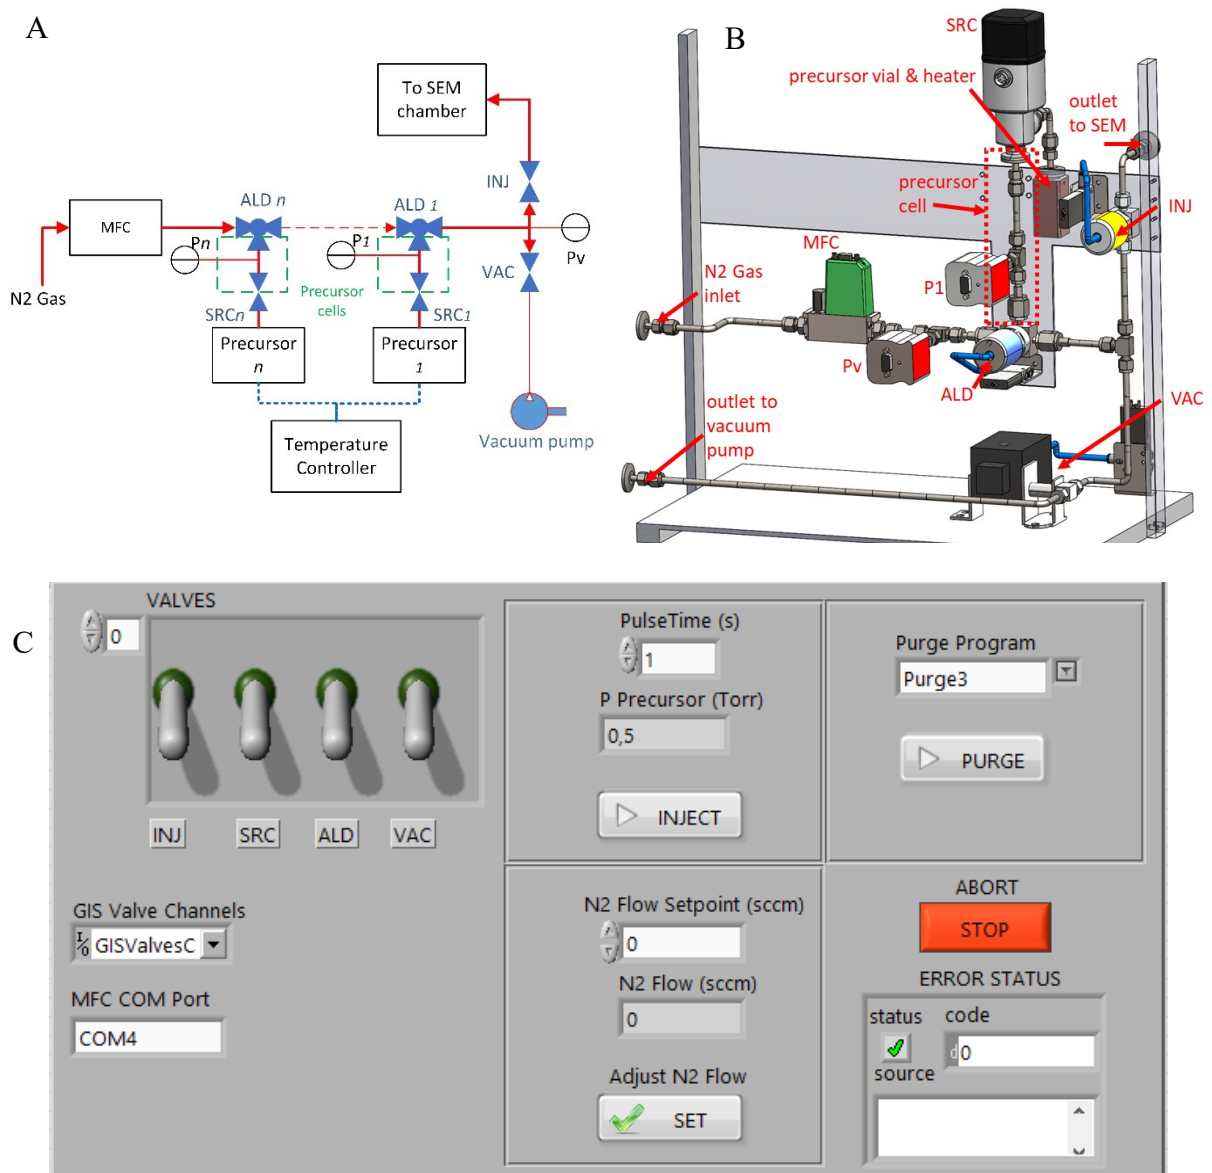 A
To SEM
chamber
INJ
ALD n
ALD 1
MFC
Pn
P1
VAC
Pv
N2 Gas
Precursor
cells
SRCn
SRC1
Precursor
n
Precursor
1
Temperature
Controller
Vacuum pump
B
SRC
precursor vial & heater
outlet
to SEM
precursor
cell
INJ
MFC
P1
N2 Gas
inlet
Pv
ALD
VAC
outlet to
vacuum
pump
C
VALVES
0
INJ
SRC
ALD
VAC
GIS Valve Channels
I/O GISValvesC
MFC COM Port
COM4
PulseTime (s)
1
P Precursor (Torr)
0,5
INJECT
N2 Flow Setpoint (sccm)
0
N2 Flow (sccm)
0
Adjust N2 Flow
SET
Purge Program
Purge3
PURGE
ABORT
STOP
ERROR STATUS
status
code
d0
source